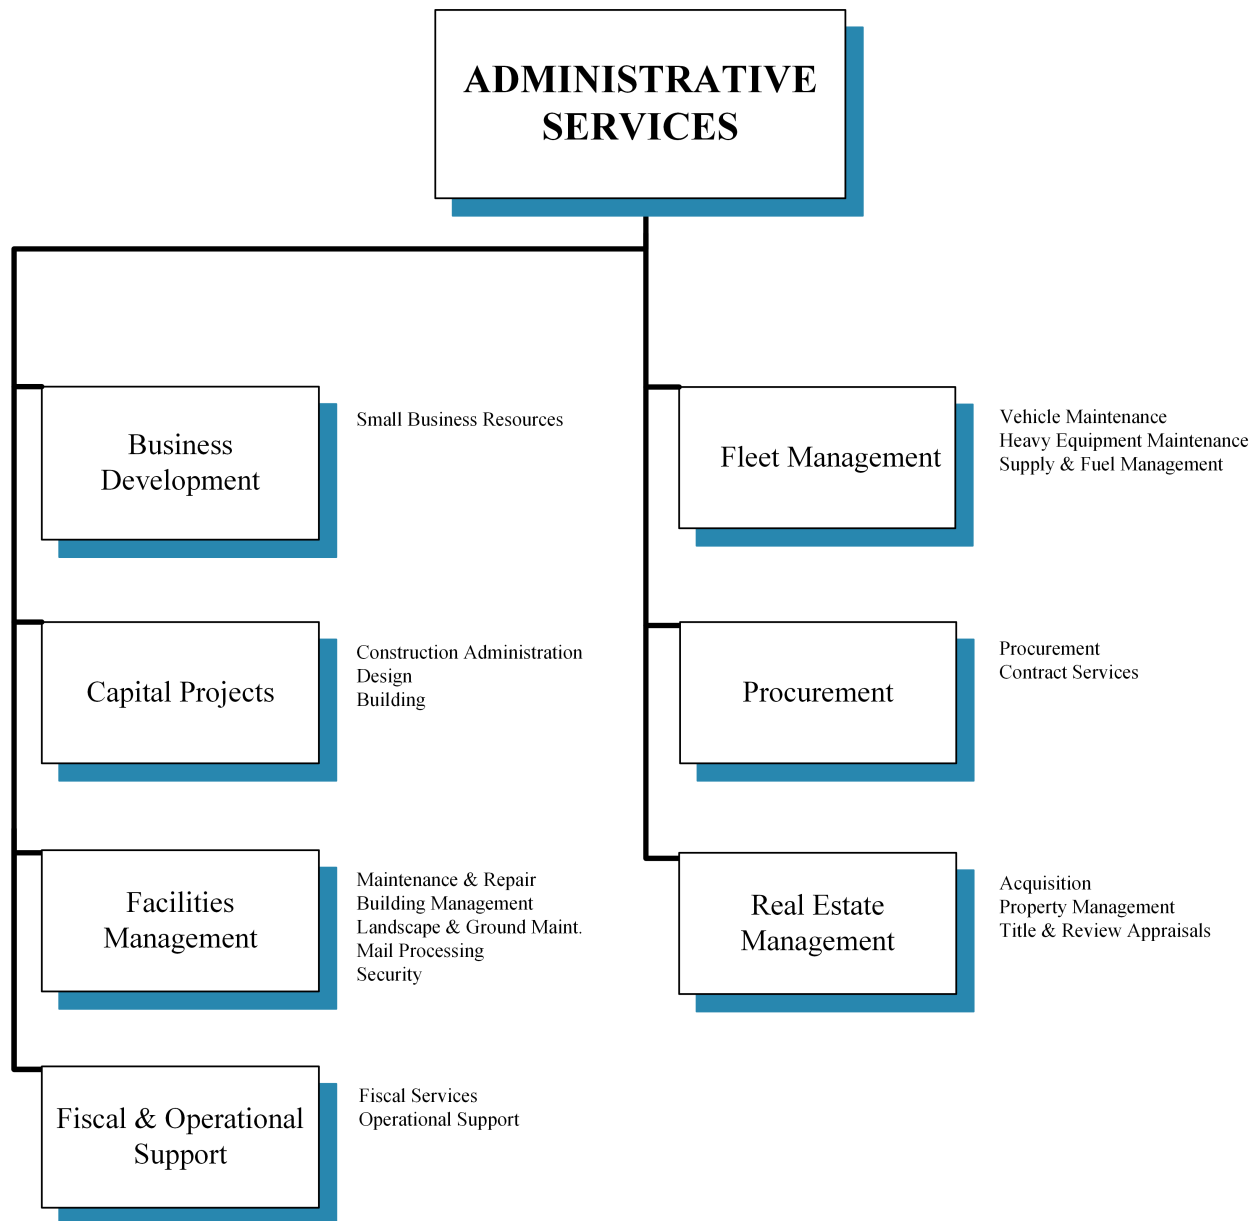 ADMINISTRATIVE
SERVICES
Business
Development
Small Business Resources
Capital Projects
Construction Administration
Design
Building
Facilities
Management
Maintenance & Repair
Building Management
Landscape & Ground Maint.
Mail Processing
Security
Fiscal & Operational
Support
Fiscal Services
Operational Support
Fleet Management
Vehicle Maintenance
Heavy Equipment Maintenance
Supply & Fuel Management
Procurement
Procurement
Contract Services
Real Estate
Management
Acquisition
Property Management
Title & Review Appraisals